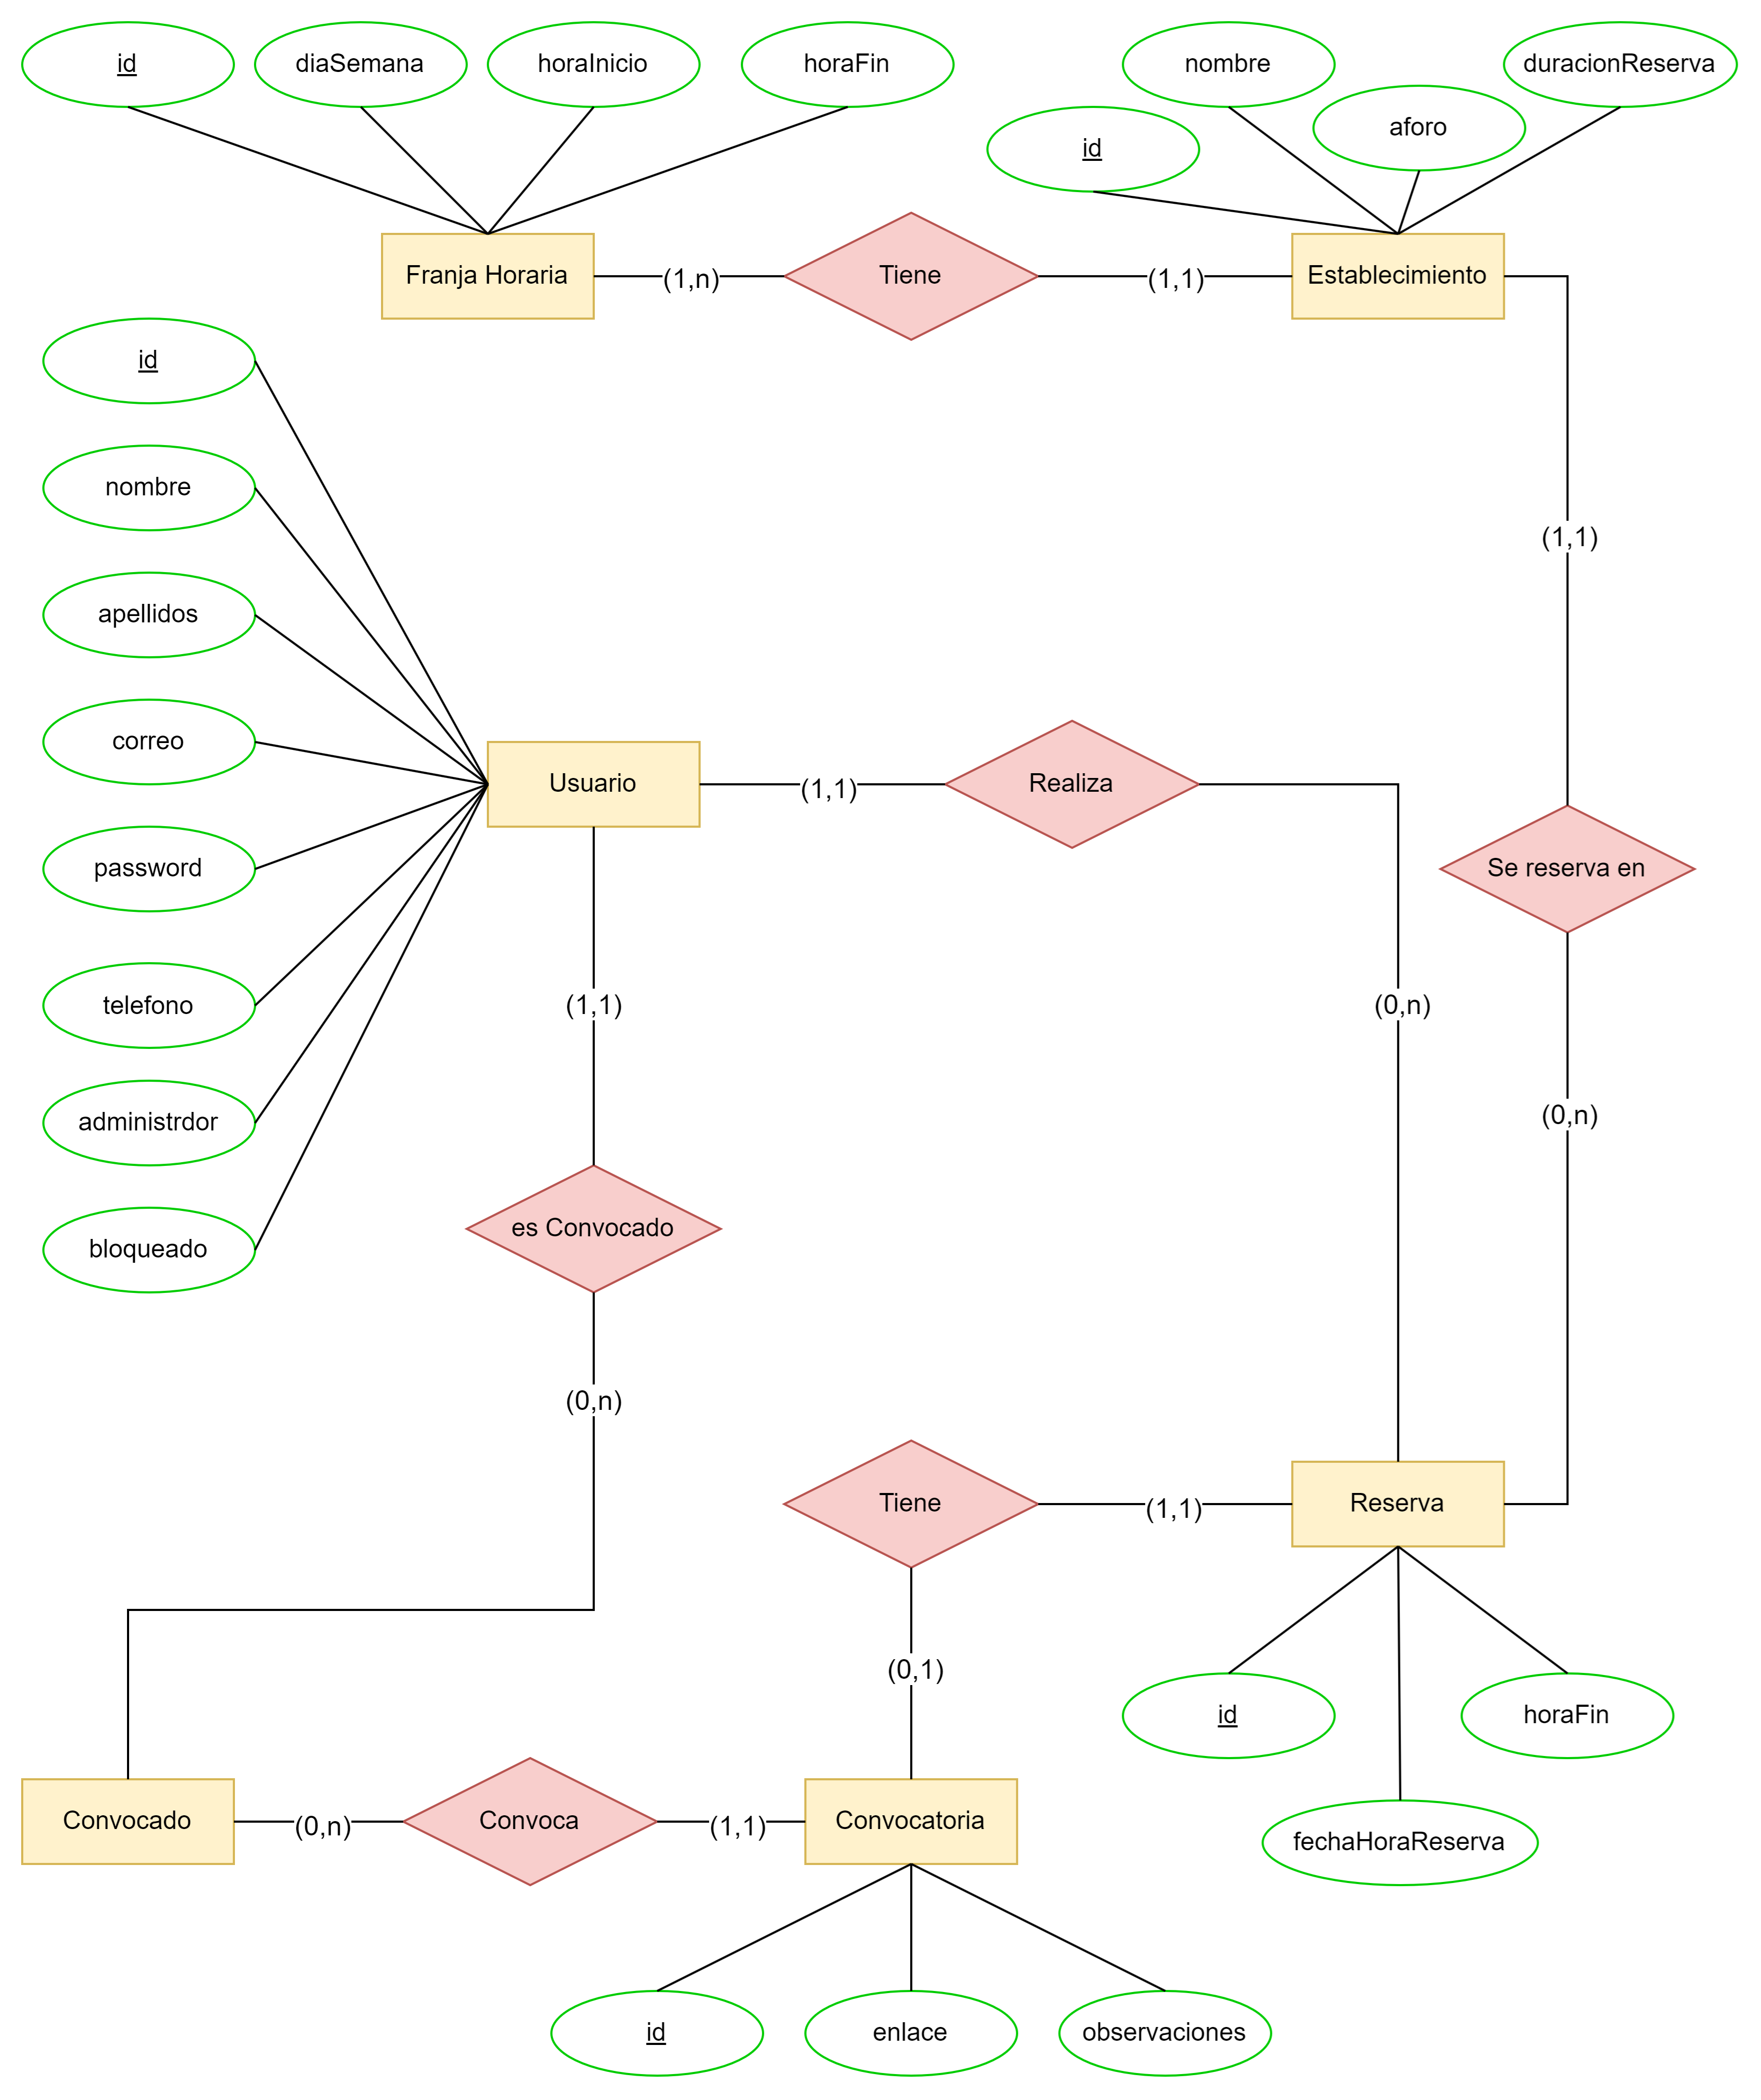 id
diaSemana
horaInicio
horaFin
nombre
duracionReserva
aforo
id
Franja Horaria
(1,n)
Tiene
(1,1)
Establecimiento
id
nombre
(1,1)
apellidos
correo
Usuario
(1,1)
Realiza
password
Se reserva en
telefono
(1,1)
(0,n)
administrdor
(0,n)
es Convocado
bloqueado
(0,n)
Tiene
(1,1)
Reserva
(0,1)
id
horaFin
Convocado
(0,n)
Convoca
(1,1)
Convocatoria
fechaHoraReserva
id
enlace
observaciones